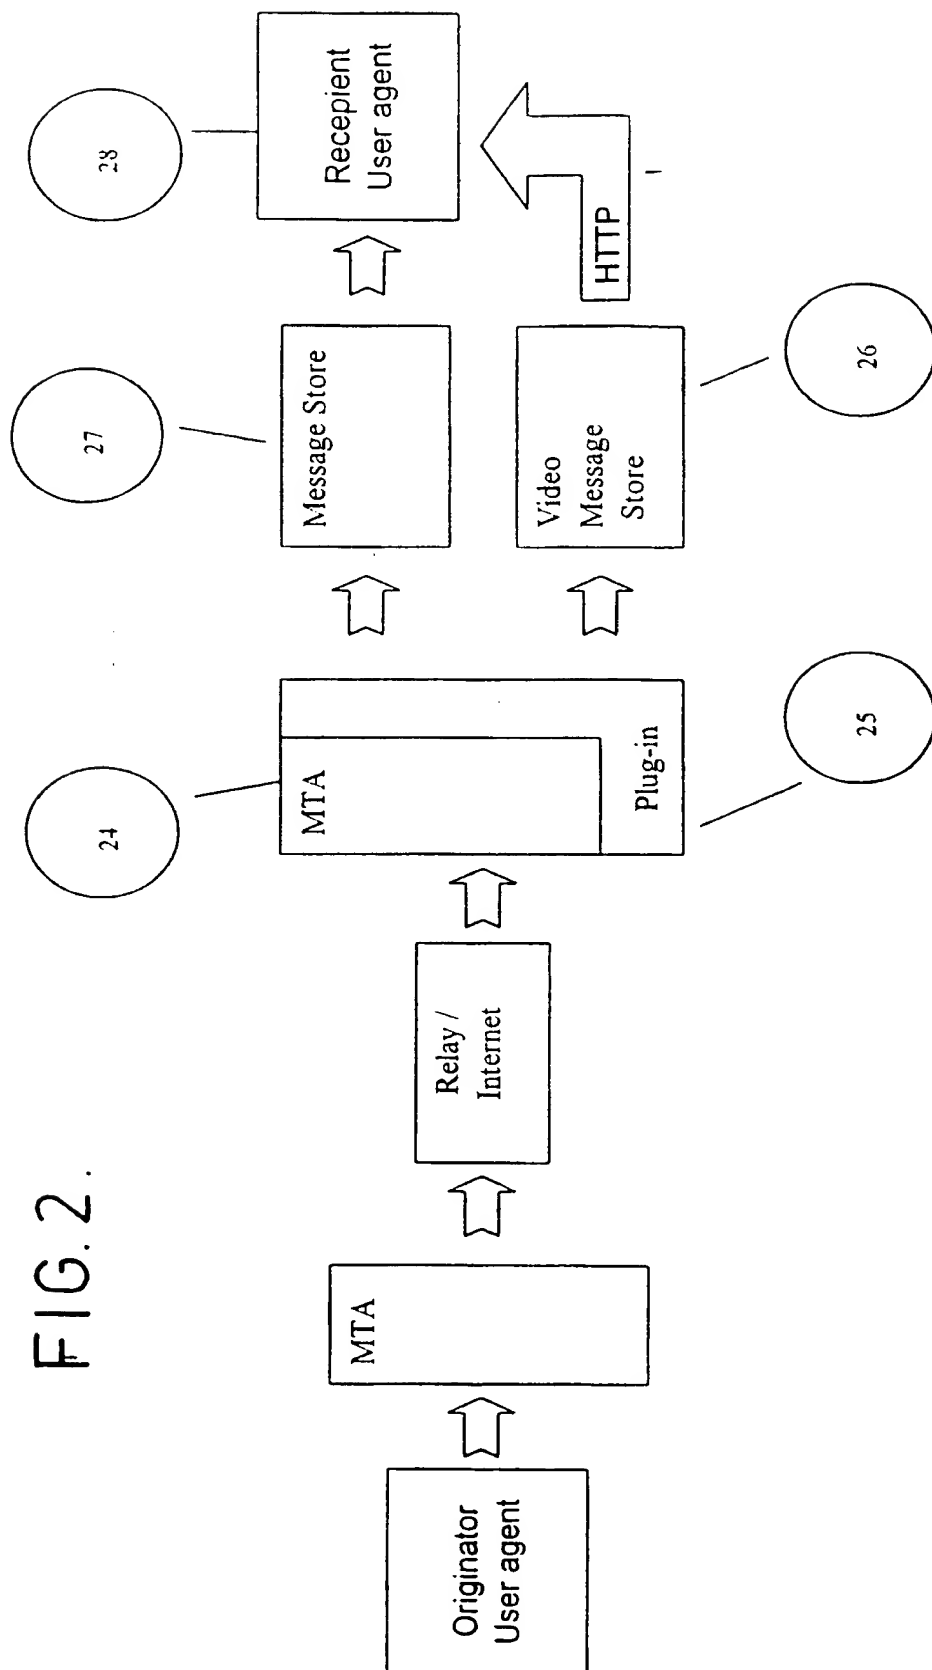 FIG. 2.
Originator
User agent
MTA
Relay /
Internet
24
MTA
Plug-in
25
27
Message Store
Video
Message
Store
26
28
Recepient
User agent
HTTP